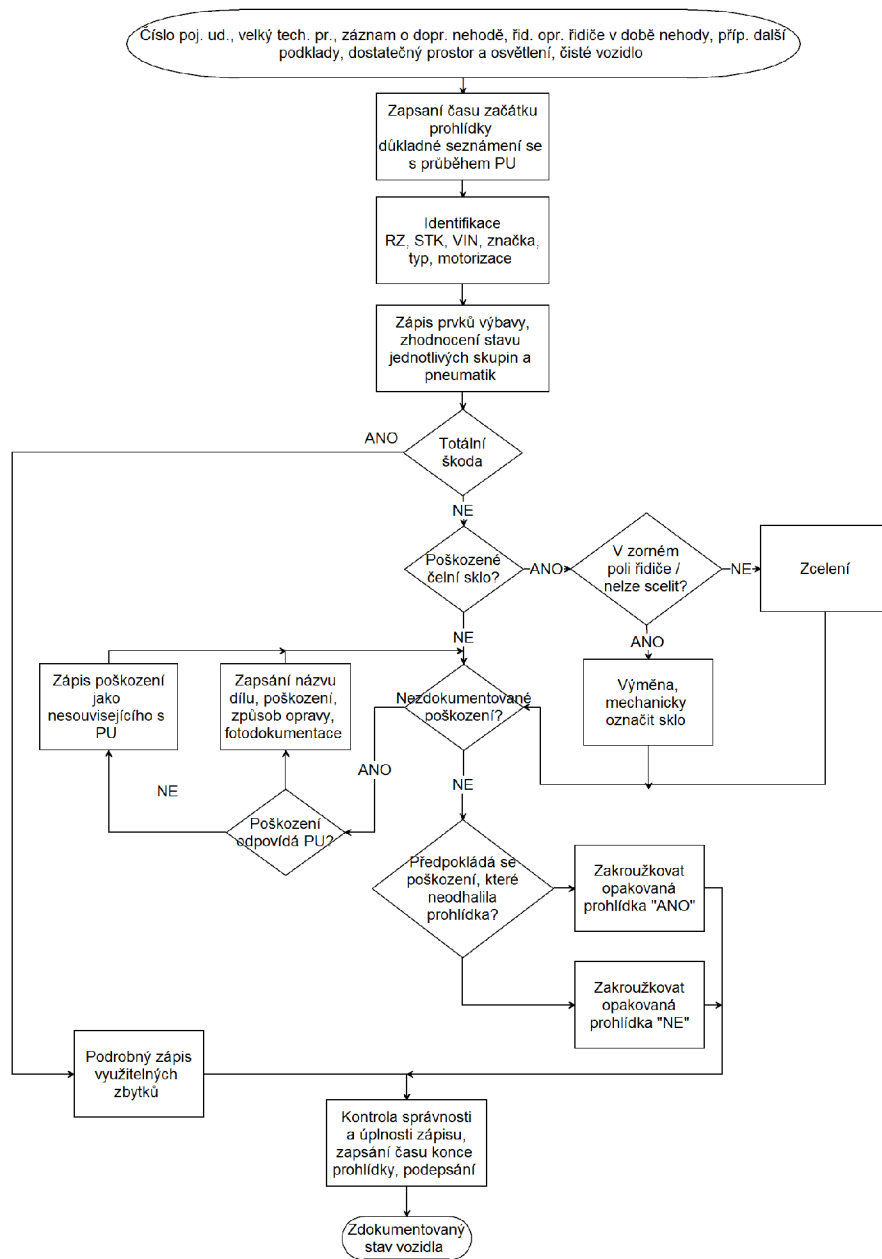 Číslo poj. ud., velký tech. pr., záznam o dopr. nehodě, řid. opr. řidiče v době nehody, příp. další
podklady, dostatečný prostor a osvětlení, čisté vozidlo
Zapsaní času začátku
prohlídky
důkladné seznámení se
s průběhem PU
Identifikace
RZ, STK, VIN, značka,
typ, motorizace
Zápis prvků výbavy,
zhodnocení stavu
jednotlivých skupin a
pneumatik
ANO
Totální
škoda
NE
Poškozené
čelní sklo?
ANO
V zorném
poli řidiče /
nelze scelit?
NE
Zcelení
NE
ANO
Zápis poškození
jako
nesouvisejícího s
PU
Zapsání názvu
dílu, poškození,
způsob opravy,
fotodokumentace
Nezdokumentované
poškození?
Výměna,
mechanicky
označit sklo
ANO
NE
NE
Poškození
odpovídá PU?
Předpokládá se
poškození, které
neodhalila
prohlídka?
Zakroužkovat
opakovaná
prohlídka "ANO"
Zakroužkovat
opakovaná
prohlídka "NE"
Podrobný zápis
využitelných
zbytků
Kontrola správnosti
a úplnosti zápisu,
zapsání času konce
prohlídky, podepsání
Zdokumentovaný
stav vozidla